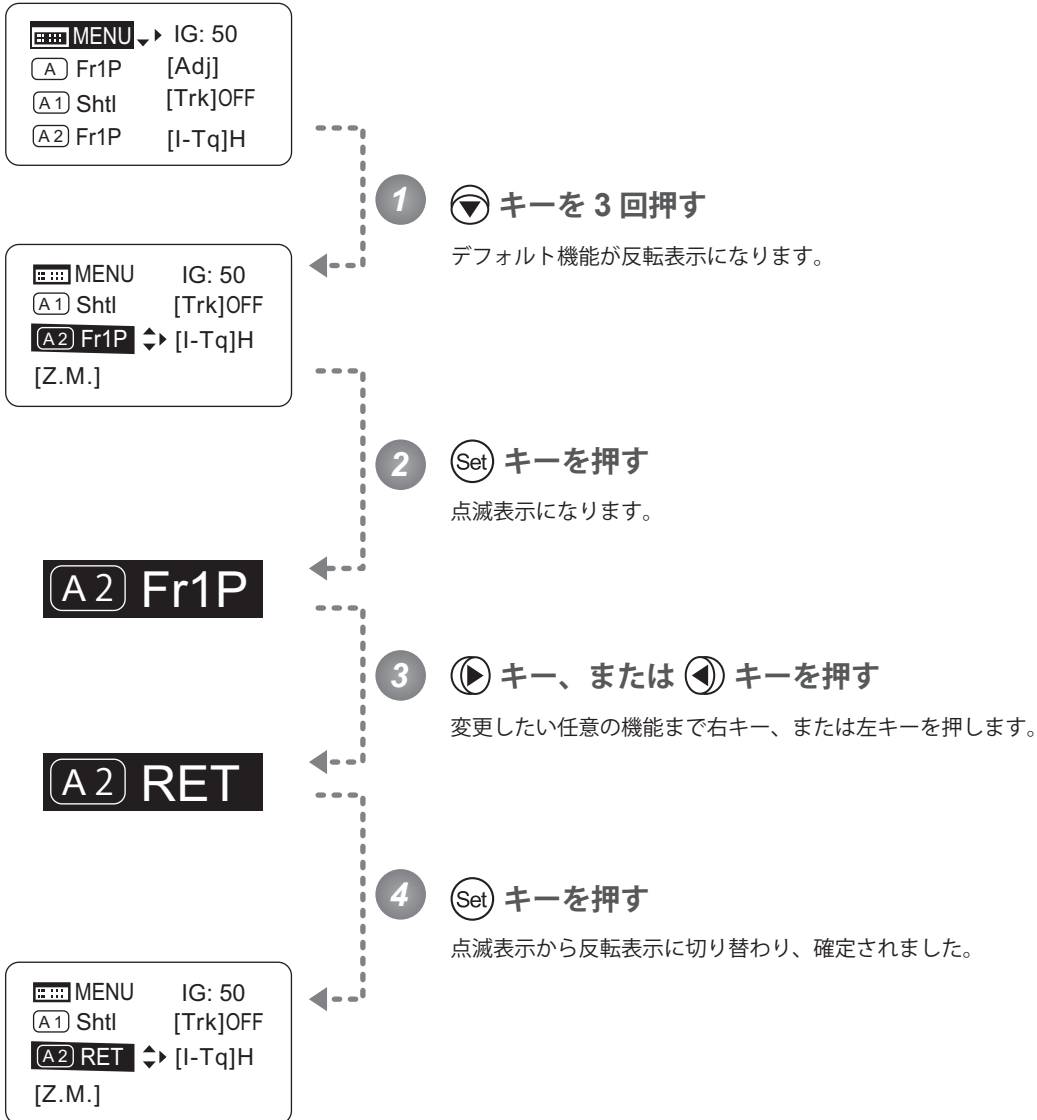 MENU IG: 50
A Fr1P [Adj]
A1 Shtl [Trk]OFF
A2 Fr1P [I-Tq]H
1 キーを 3 回押す
デフォルト機能が反転表示になります。
MENU IG: 50
A1 Shtl [Trk]OFF
A2 Fr1P [I-Tq]H
[Z.M.]
2 Set キーを押す
点滅表示になります。
A2 Fr1P
3 キー、または キーを押す
変更したい任意の機能まで右キー、または左キーを押します。
A2 RET
4 Set キーを押す
点滅表示から反転表示に切り替わり、確定されました。
MENU IG: 50
A1 Shtl [Trk]OFF
A2 RET [I-Tq]H
[Z.M.]